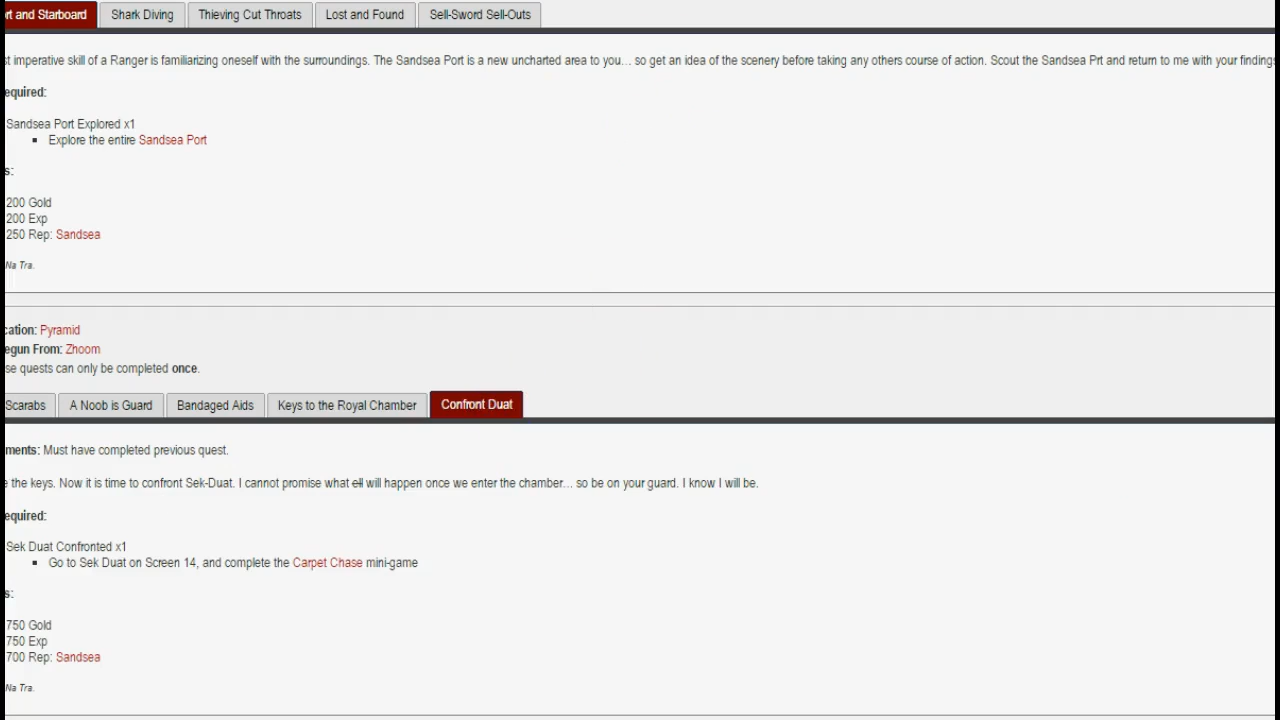 rt and Starboard Shark Diving Thieving Cut Throats Lost and Found Sell-Sword Sell-Outs
st imperative skill of a Ranger is familiarizing oneself with the surroundings. The Sandsea Port is a new uncharted area to you... so get an idea of the scenery before taking any others course of action. Scout the Sandsea Prt and return to me with your findings
equired:
Sandsea Port Explored x1
Explore the entire Sandsea Port
s:
200 Gold
200 Exp
250 Rep: Sandsea
Na Tra.
cation: Pyramid
egun From: Zhoom
se quests can only be completed once.
Scarabs A Noob is Guard Bandaged Aids Keys to the Royal Chamber Confront Duat
ments: Must have completed previous quest.
e the keys. Now it is time to confront Sek-Duat. I cannot promise what ell will happen once we enter the chamber... so be on your guard. I know I will be.
equired:
Sek Duat Confronted x1
Go to Sek Duat on Screen 14, and complete the Carpet Chase mini-game
s:
750 Gold
750 Exp
700 Rep: Sandsea
Na Tra.